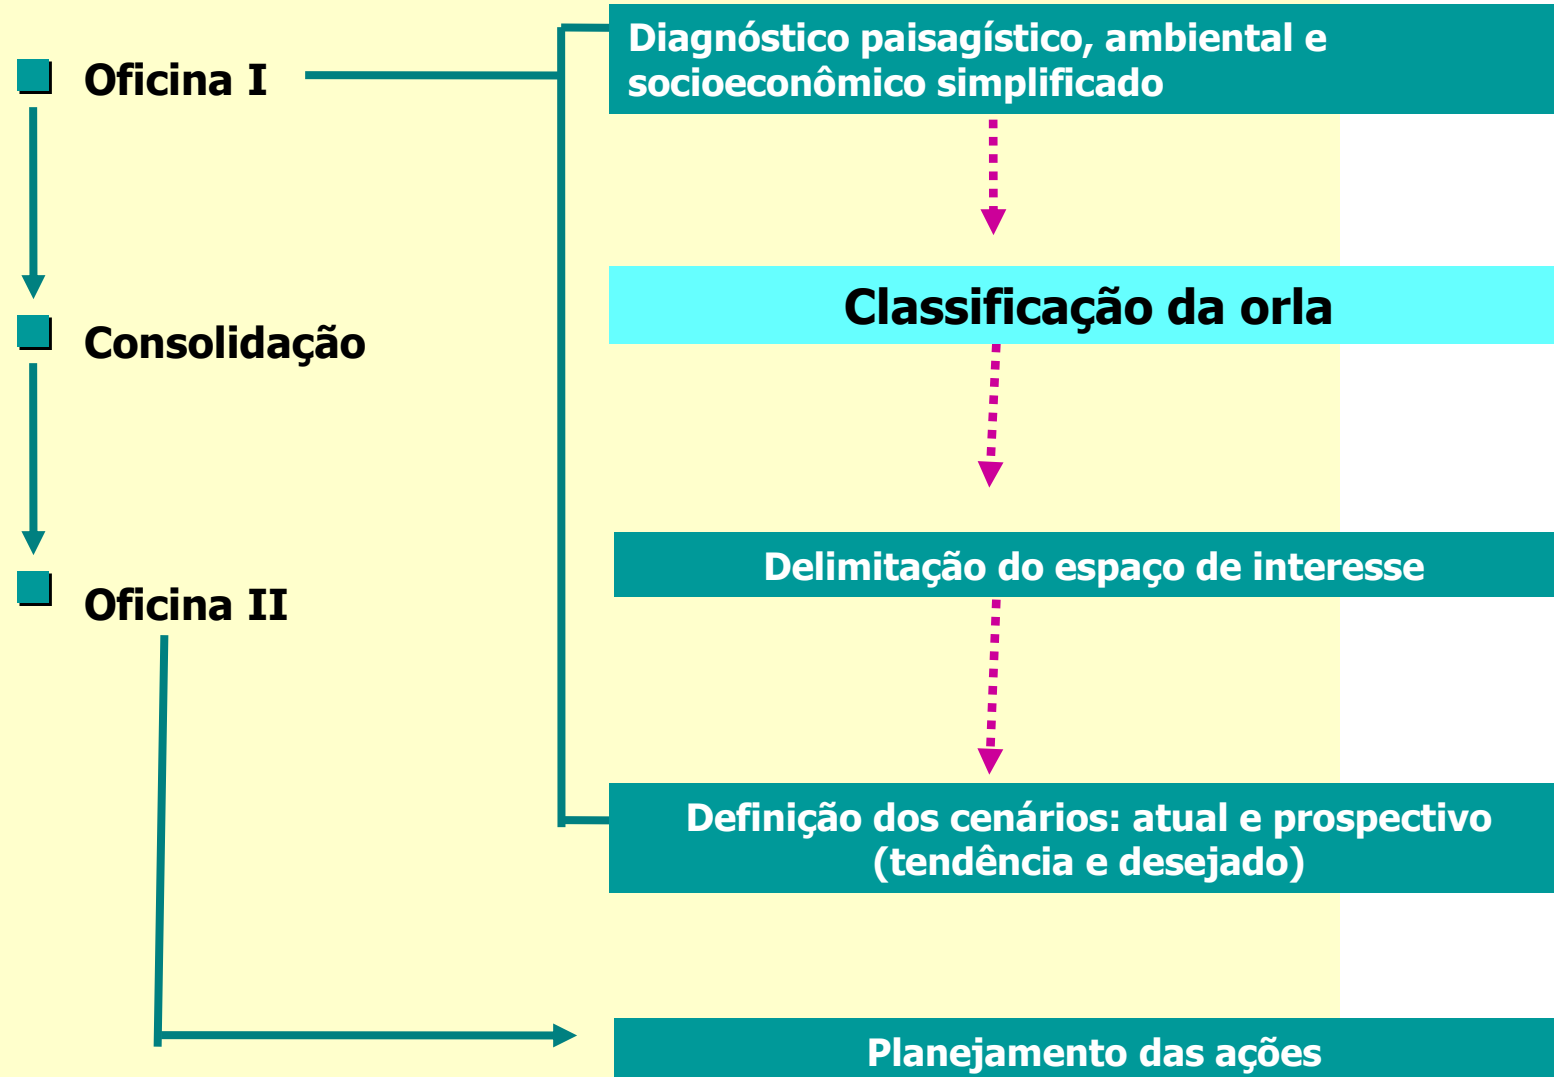 Oficina I
Consolidação
Oficina II
Diagnóstico paisagístico, ambiental e
socioeconômico simplificado
Classificação da orla
Delimitação do espaço de interesse
Definição dos cenários: atual e prospectivo
(tendência e desejado)
Planejamento das ações